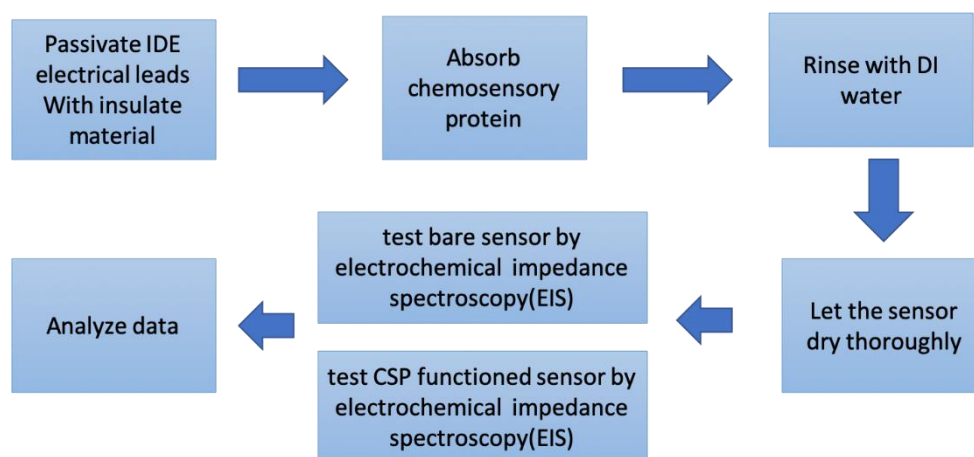 Passivate IDE
electrical leads
With insulate
material
Absorb
chemosensory
protein
Rinse with DI
water
Let the sensor
dry thoroughly
test bare sensor by
electrochemical impedance
spectroscopy(EIS)
test CSP functioned sensor by
electrochemical impedance
spectroscopy(EIS)
Analyze data